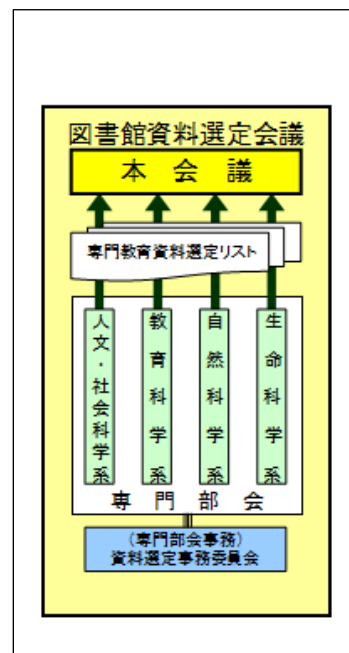 図書館資料選定会議
本会議
専門教育資料選定リスト
人文・社会科学系
教育科学系
自然科学系
生命科学系
専門部会
（専門部会事務）
資料選定事務委員会